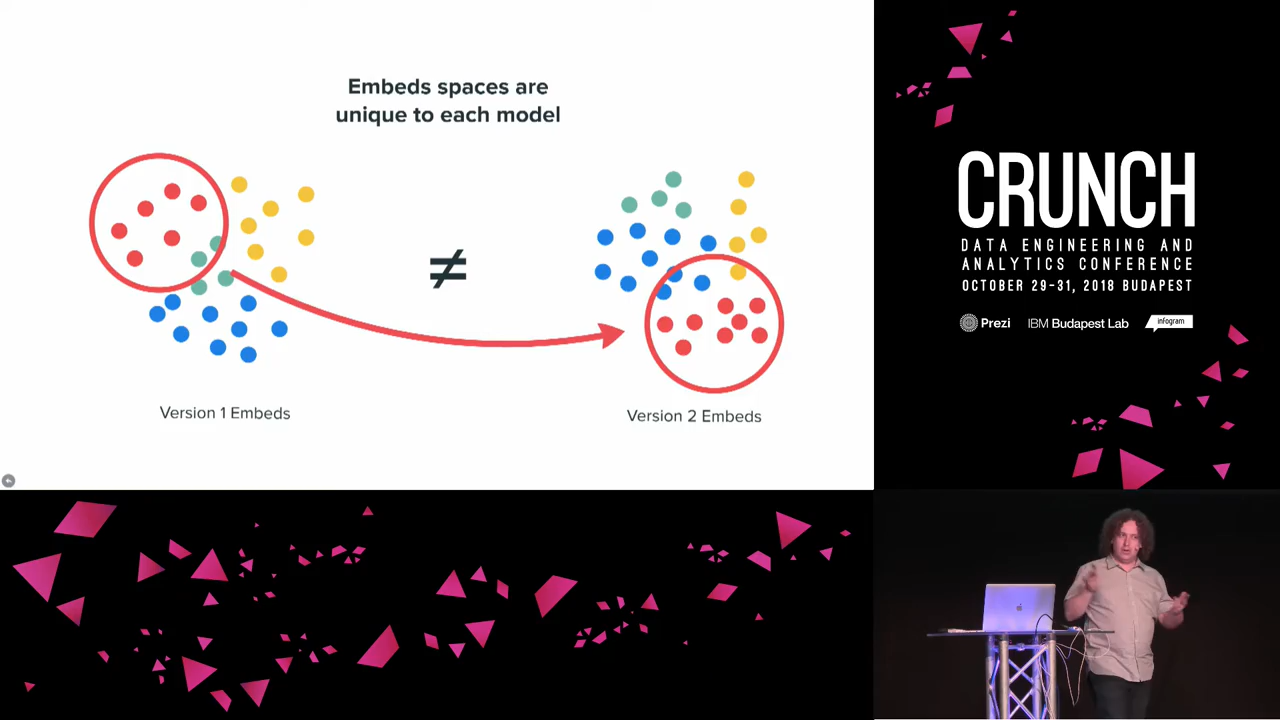 Embeds spaces are
unique to each model
≠
Version 1 Embeds
Version 2 Embeds
CRUNCH
DATA ENGINEERING AND
ANALYTICS CONFERENCE
OCTOBER 29-31, 2018 BUDAPEST
Prezi IBM Budapest Lab infogram